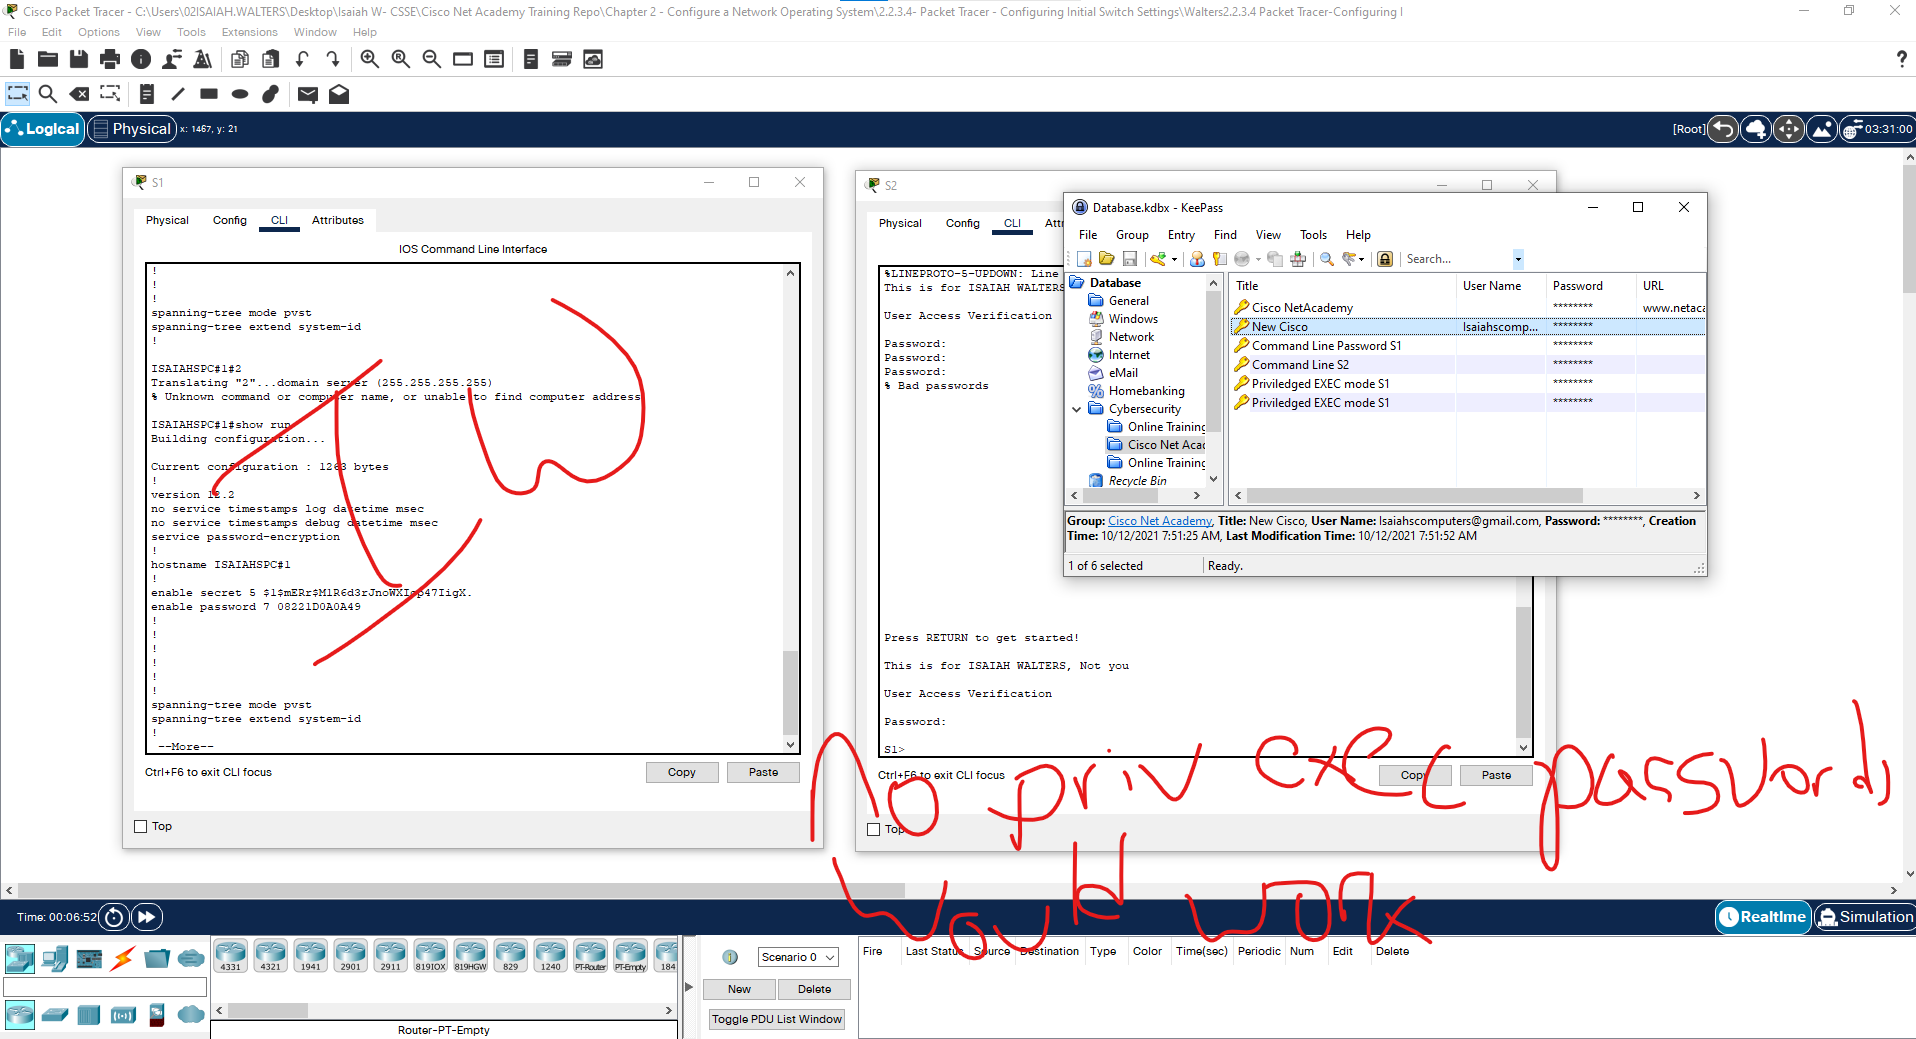 Cisco Packet Tracer - C:\Users\02ISAIAH.WALTERS\Desktop\Isaiah W- CSSE\Cisco Net Academy Training Repo\Chapter 2 - Configure a Network Operating System\2.2.3.4- Packet Tracer - Configuring Initial Switch Settings\Walters2.2.3.4 Packet Tracer-Configuring I
File Edit Options View Tools Extensions Window Help
?
Logical Physical x: 1467, y: 21 [Root] 03:31:00
S1
Physical Config CLI Attributes
IOS Command Line Interface
!
!
!
spanning-tree mode pvst
spanning-tree extend system-id
!
ISAIAHSPC#1#2
Translating "2"...domain server (255.255.255.255)
% Unknown command or computer name, or unable to find computer address
ISAIAHSPC#1#show run
Building configuration...
Current configuration : 1263 bytes
!
version 12.2
no service timestamps log datetime msec
no service timestamps debug datetime msec
service password-encryption
!
hostname ISAIAHSPC#1
!
enable secret 5
enable password 7 08221D0A0A49
!
!
!
!
!
!
spanning-tree mode pvst
spanning-tree extend system-id
!
--More--
Ctrl+F6 to exit CLI focus
Copy Paste
Top
S2
Physical Config CLI Att
%LINEPROTO-5-UPDOWN: Line
This is for ISAIAH WALTERS
User Access Verification
Password:
Password:
Password:
% Bad passwords
Press RETURN to get started!
This is for ISAIAH WALTERS, Not you
User Access Verification
Password:
S1>
Ctrl+F6 to exit CLI focus
Copy Paste
Top
Database.kdbx - KeePass
File Group Entry Find View Tools Help
Search...
Database
General
Windows
Network
Internet
eMail
Homebanking
Cybersecurity
Online Training
Cisco Net Acac
Online Training
Recycle Bin
Title User Name Password URL
Cisco NetAcademy ******** www.netaca
New Cisco Isaiahscomp... ********
Command Line Password S1 ********
Command Line S2 ********
Priviledged EXEC mode S1 ********
Priviledged EXEC mode S1 ********
Group: Cisco Net Academy, Title: New Cisco, User Name: Isaiahscomputers@gmail.com, Password: ********, Creation
Time: 10/12/2021 7:51:25 AM, Last Modification Time: 10/12/2021 7:51:52 AM
1 of 6 selected Ready.
IW
No priv exec passwords
would work
Time: 00:06:52 Realtime Simulation
4331 4321 1941 2901 2911 819IOX 819HGW 829 1240 PT-Router PT-Empty 184
Router-PT-Empty
Scenario 0
New Delete
Toggle PDU List Window
Fire Last Status Source Destination Type Color Time(sec) Periodic Num Edit Delete